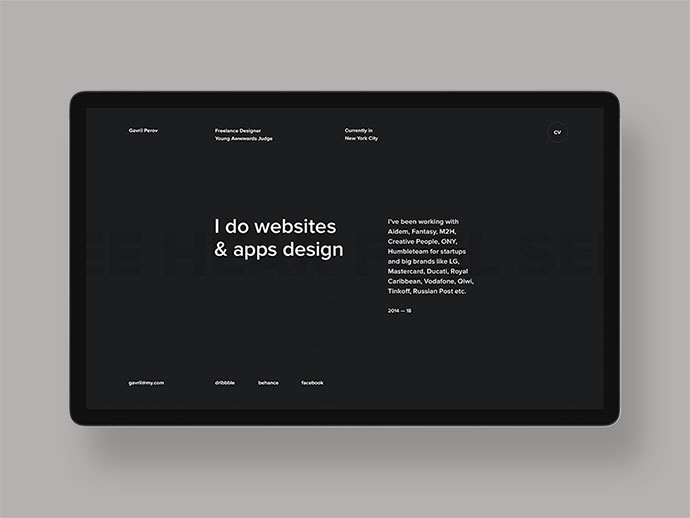 Gavril Perov
Freelance Designer
Young Awwwards Judge
Currently in
New York City
CV
I do websites
& apps design
I've been working with
Aidem, Fantasy, M2H,
Creative People, ONY,
Humbleteam for startups
and big brands like LG,
Mastercard, Ducati, Royal
Caribbean, Vodafone, Qiwi,
Tinkoff, Russian Post etc.
2014 — 18
gavril@my.com
dribbble
behance
facebook